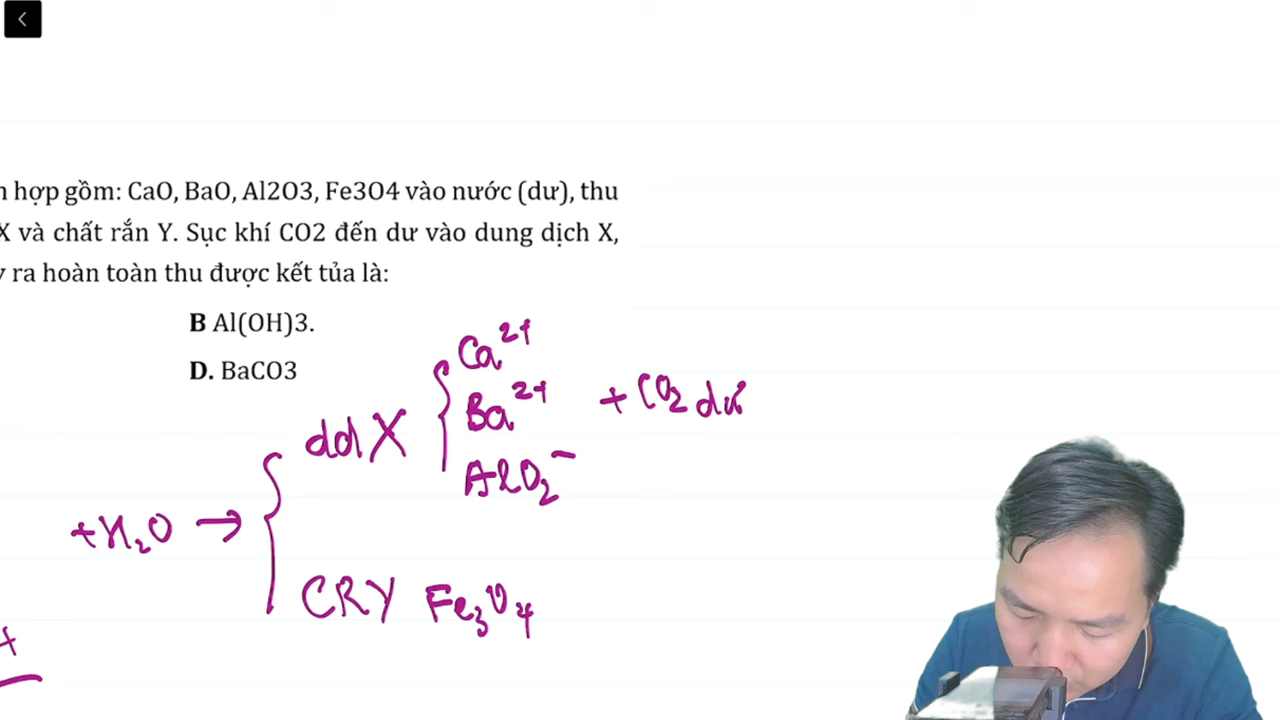 hợp gồm: CaO, BaO, Al2O3, Fe3O4 vào nước (dư), thu
X và chất rắn Y. Sục khí CO2 đến dư vào dung dịch X,
ra hoàn toàn thu được kết tủa là:
B Al(OH)3.
D. BaCO3
Ca²⁺
Ba²⁺ + CO₂ dư
ddX {
AlO₂⁻
+H₂O → {
CRY Fe₃O₄
+